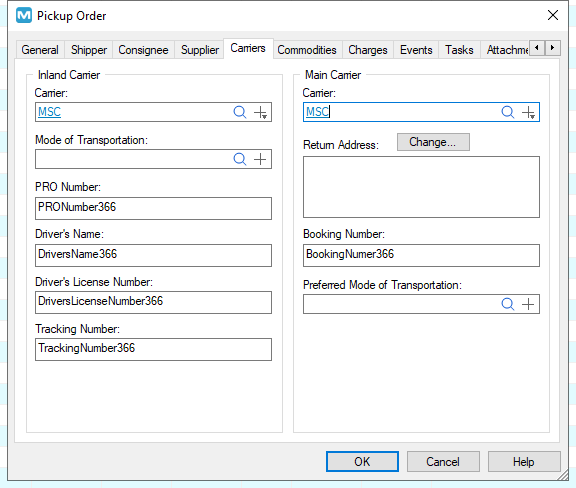 Pickup Order
General Shipper Consignee Supplier Carriers Commodities Charges Events Tasks Attachme
Inland Carrier
Carrier:
MSC
Mode of Transportation:
PRO Number:
PRONumber366
Driver's Name:
DriversName366
Driver's License Number:
DriversLicenseNumber366
Tracking Number:
TrackingNumber366
Main Carrier
Carrier:
MSC
Return Address:
Change...
Booking Number:
BookingNumer366
Preferred Mode of Transportation:
OK Cancel Help